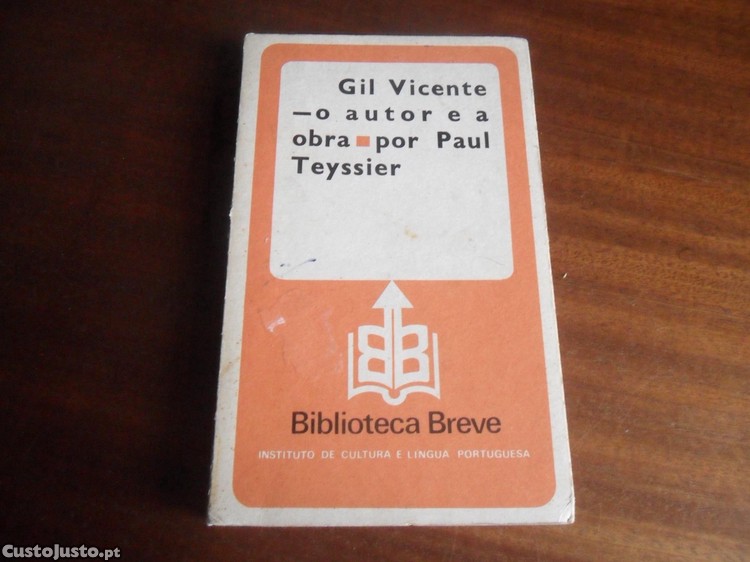 Gil Vicente
—o autor e a
obra ■ por Paul
Teyssier
BB
Biblioteca Breve
INSTITUTO DE CULTURA E LÍNGUA PORTUGUESA
CustoJusto.pt